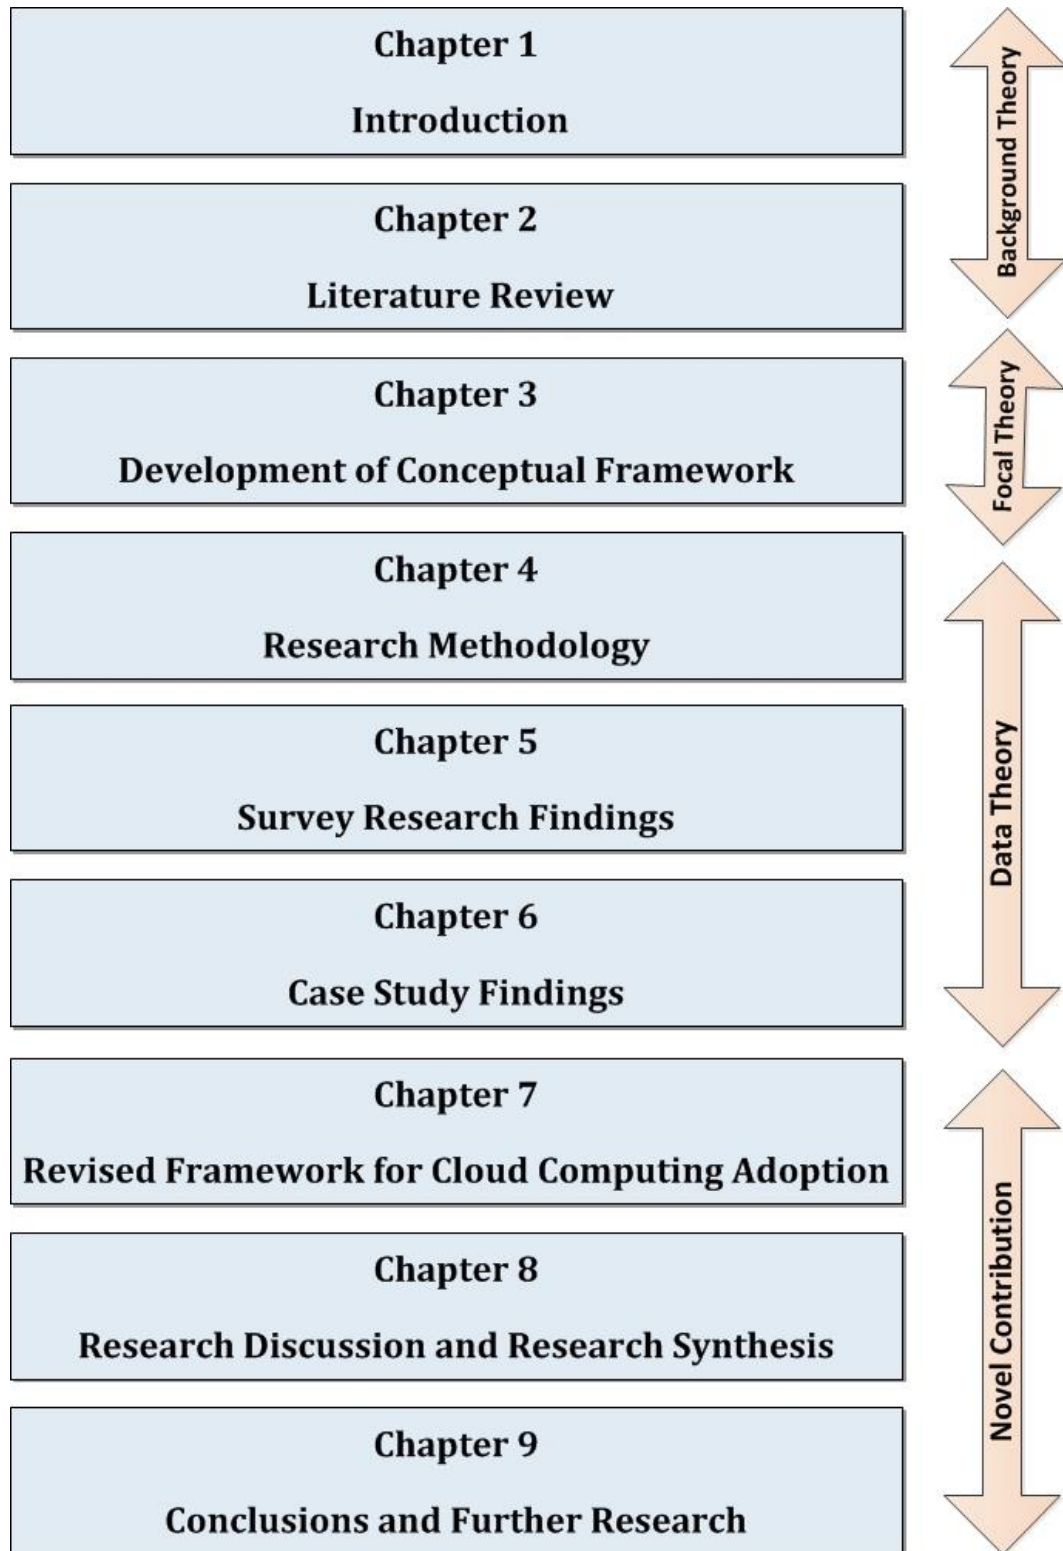 Chapter 1
Introduction
Background Theory
Chapter 2
Literature Review
Chapter 3
Development of Conceptual Framework
Focal Theory
Chapter 4
Research Methodology
Chapter 5
Survey Research Findings
Data Theory
Chapter 6
Case Study Findings
Chapter 7
Revised Framework for Cloud Computing Adoption
Chapter 8
Research Discussion and Research Synthesis
Novel Contribution
Chapter 9
Conclusions and Further Research